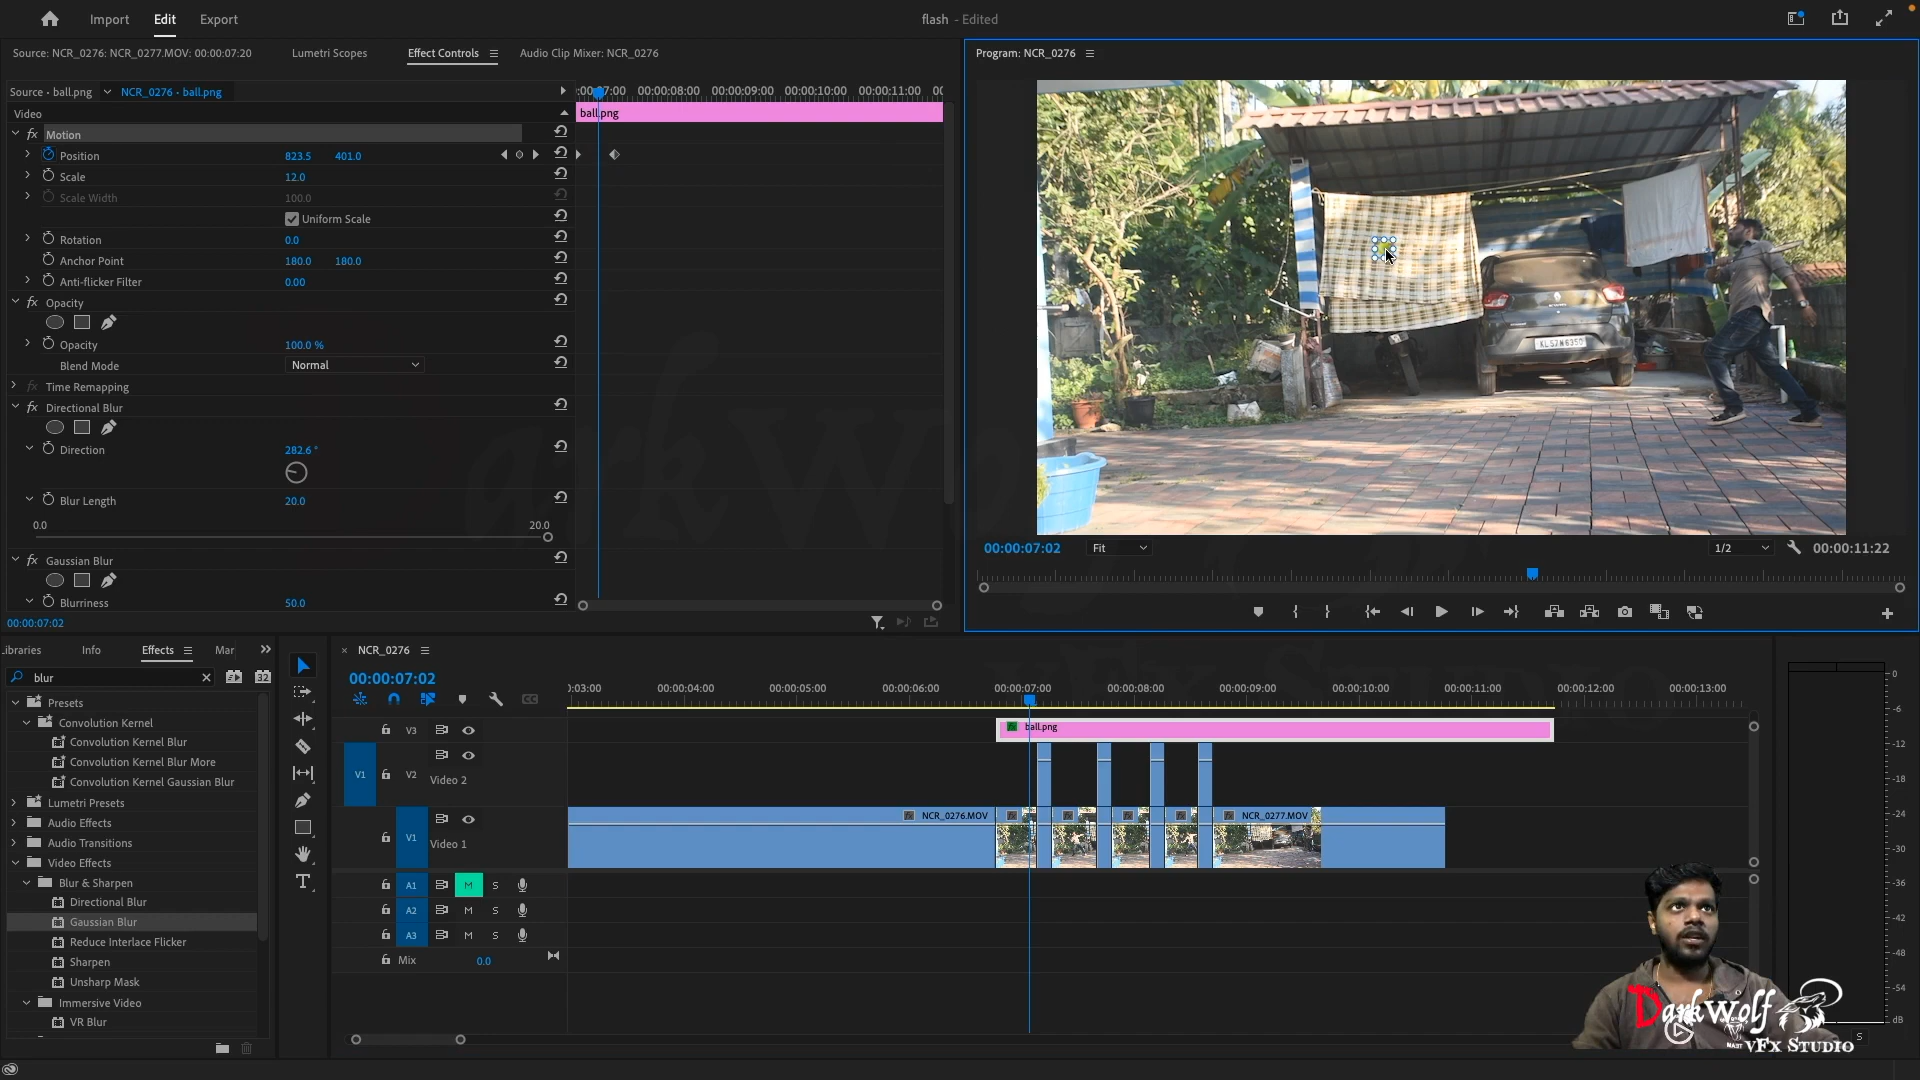 Import Edit Export
flash - Edited
Source: NCR_0276: NCR_0277.MOV: 00:00:07:20
Lumetri Scopes
Effect Controls
Audio Clip Mixer: NCR_0276
Program: NCR_0276
Source • ball.png
NCR_0276 • ball.png
:00:07:00 00:00:08:00 00:00:09:00 00:00:10:00 00:00:11:00 00
Video
ball.png
fx Motion
Position 823.5 401.0
Scale 12.0
Scale Width 100.0
Uniform Scale
Rotation 0.0
Anchor Point 180.0 180.0
Anti-flicker Filter 0.00
fx Opacity
Opacity 100.0 %
Blend Mode Normal
fx Time Remapping
fx Directional Blur
Direction 282.6 °
Blur Length 20.0
0.0 20.0
fx Gaussian Blur
Blurriness 50.0
00:00:07:02
00:00:07:02 Fit 1/2 00:00:11:22
ibraries Info Effects Mar
blur
32
Presets
Convolution Kernel
Convolution Kernel Blur
Convolution Kernel Blur More
Convolution Kernel Gaussian Blur
Lumetri Presets
Audio Effects
Audio Transitions
Video Effects
Blur & Sharpen
Directional Blur
Gaussian Blur
Reduce Interlace Flicker
Sharpen
Unsharp Mask
Immersive Video
VR Blur
× NCR_0276
00:00:07:02
:03:00 00:00:04:00 00:00:05:00 00:00:06:00 00:00:07:00 00:00:08:00 00:00:09:00 00:00:10:00 00:00:11:00 00:00:12:00 00:00:13:00
V3
ball.png
V1 V2
Video 2
V1
Video 1
NCR_0276.MOV
NCR_0277.MOV
A1 M S
A2 M S
A3 M S
Mix 0.0
0
-6
-12
-18
-24
-30
-36
-42
-48
-54
dB
S
DarkWolf
vFx Studio